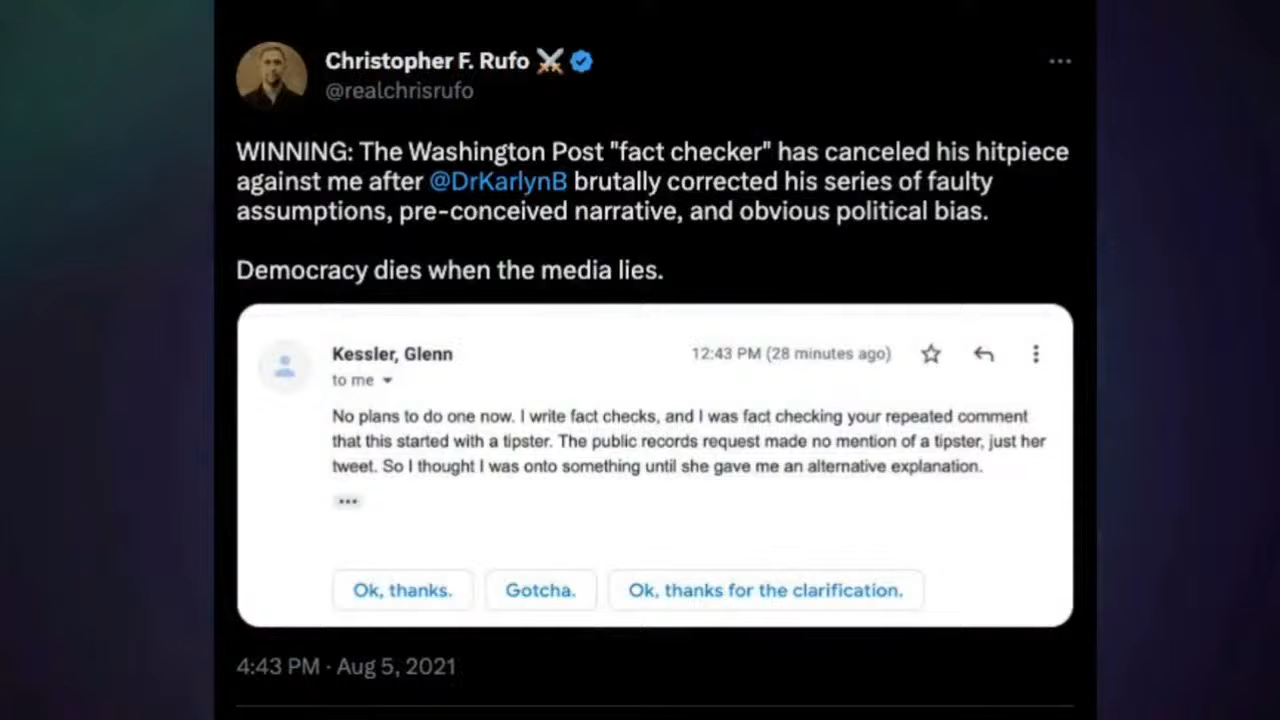 Christopher F. Rufo ⚔️
@realchrisrufo
WINNING: The Washington Post "fact checker" has canceled his hitpiece
against me after @DrKarlynB brutally corrected his series of faulty
assumptions, pre-conceived narrative, and obvious political bias.
Democracy dies when the media lies.
Kessler, Glenn
12:43 PM (28 minutes ago)
to me
No plans to do one now. I write fact checks, and I was fact checking your repeated comment
that this started with a tipster. The public records request made no mention of a tipster, just her
tweet. So I thought I was onto something until she gave me an alternative explanation.
Ok, thanks.
Gotcha.
Ok, thanks for the clarification.
4:43 PM · Aug 5, 2021